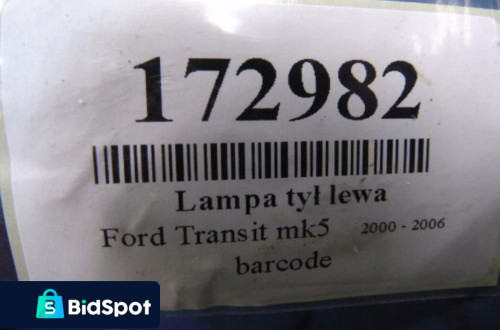 172982
Lampa tył lewa
Ford Transit mk5 2000 - 2006
barcode
S BidSpot